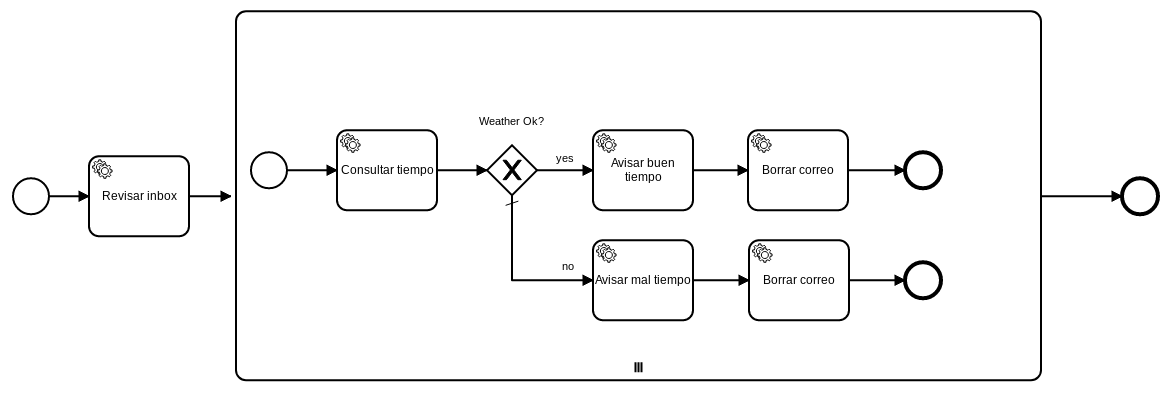 Weather Ok?
yes
Revisar inbox
Consultar tiempo
Avisar buen
tiempo
Borrar correo
no
Avisar mal tiempo
Borrar correo